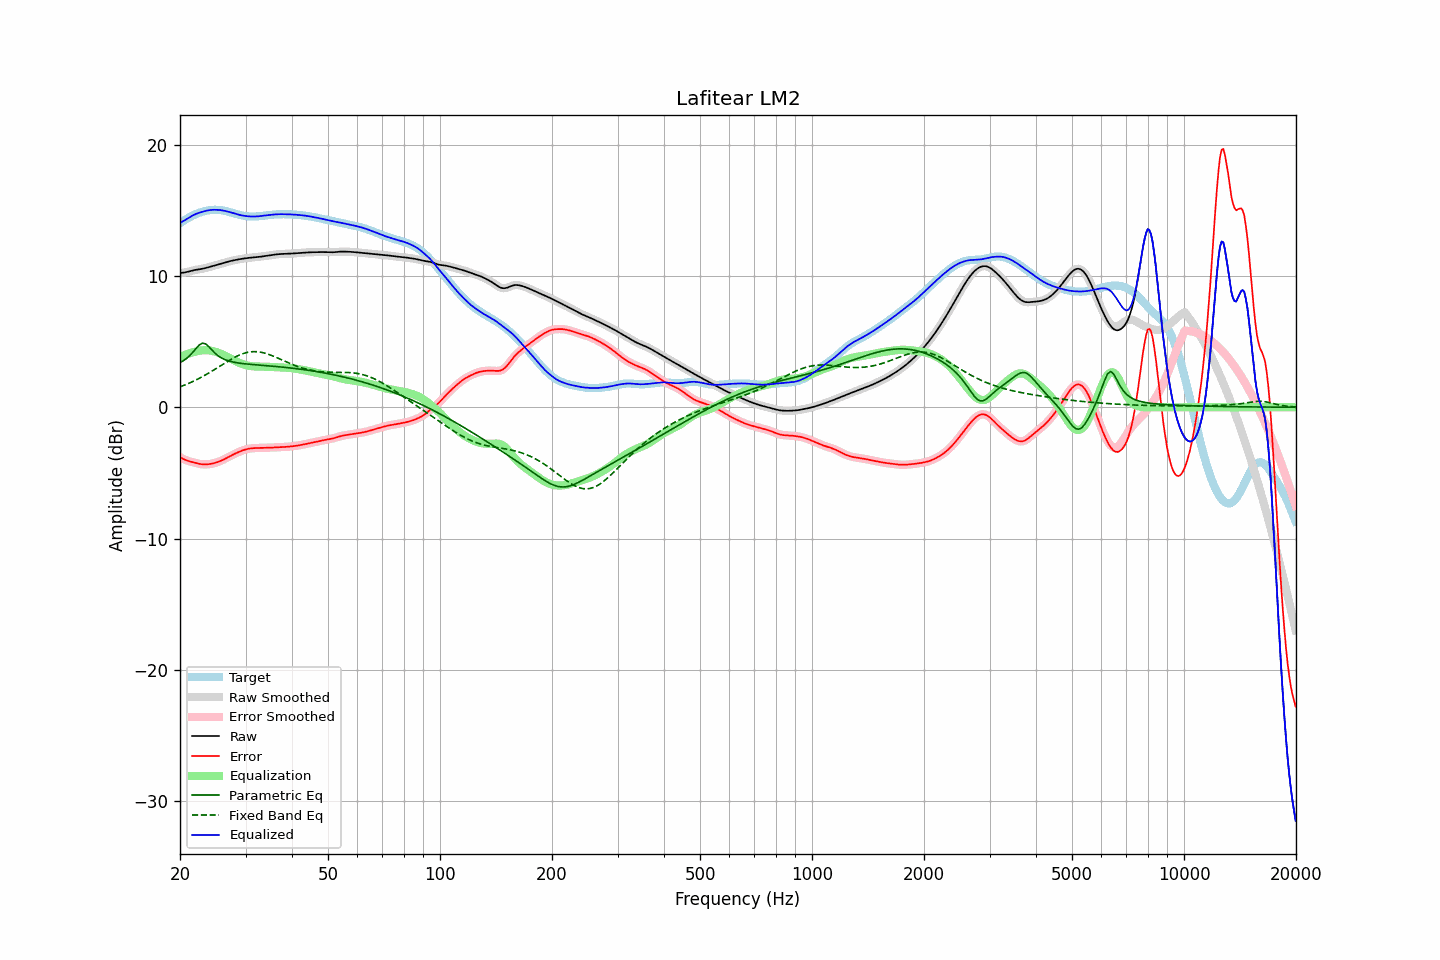 Lafitear LM2
Amplitude (dBr)
20
10
0
−10
−20
−30
Target
Raw Smoothed
Error Smoothed
Raw
Error
Equalization
Parametric Eq
Fixed Band Eq
Equalized
20 50 100 200 500 1000 2000 5000 10000 20000
Frequency (Hz)